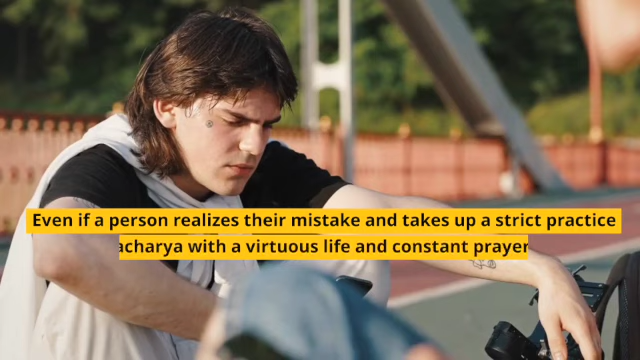 Even if a person realizes their mistake and takes up a strict practice
acharya with a virtuous life and constant prayer